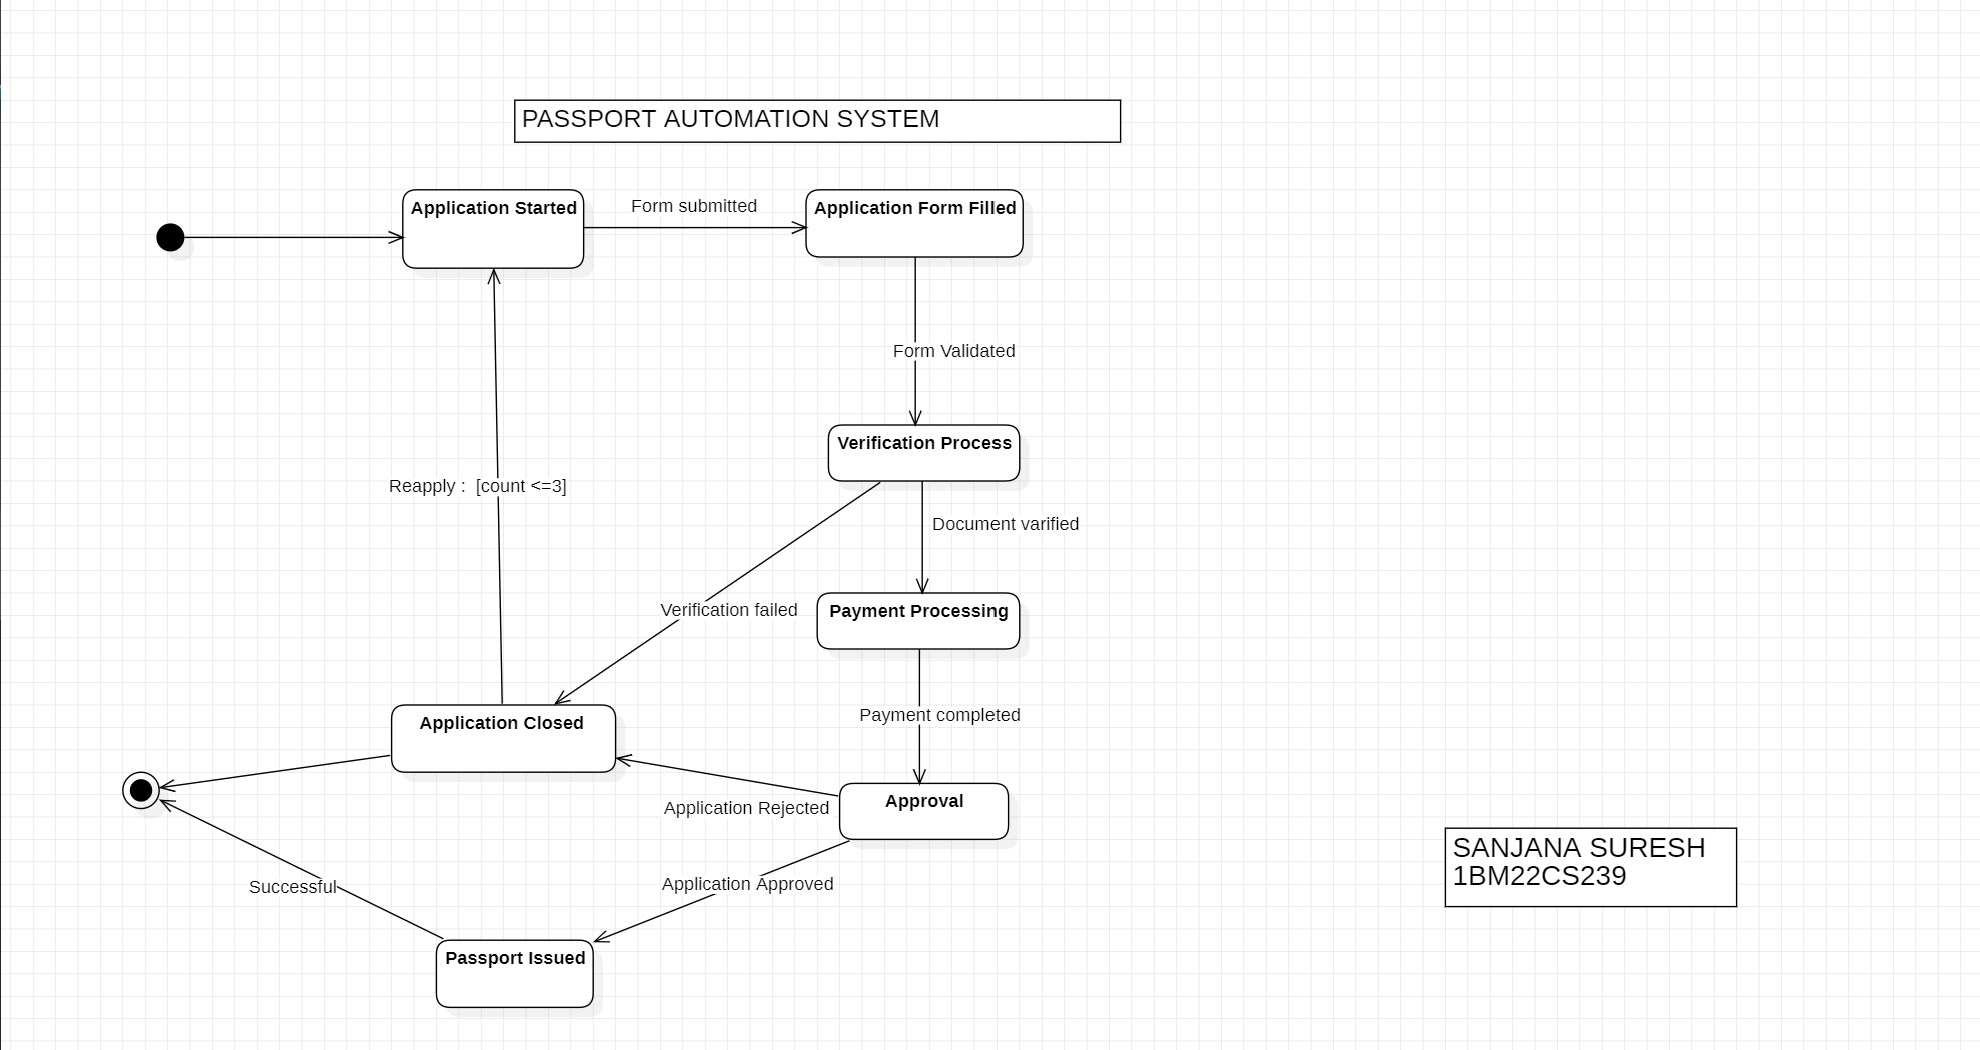 PASSPORT AUTOMATION SYSTEM
Application Started
Form submitted
Application Form Filled
Form Validated
Verification Process
Reapply :  [count <=3]
Document varified
Verification failed
Payment Processing
Payment completed
Application Closed
Application Rejected
Approval
Application Approved
Successful
Passport Issued
SANJANA SURESH
1BM22CS239